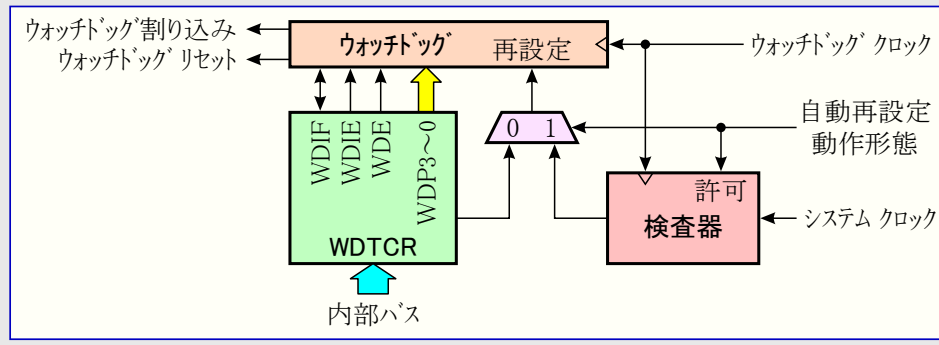 ウォッチドッグ割り込み
ウォッチドッグ リセット
ウォッチドッグ
再設定
ウォッチドッグ クロック
自動再設定
動作形態
WDIF
WDIE
WDE
WDP3～0
0 1
許可
検査器
システム クロック
WDTCR
内部バス